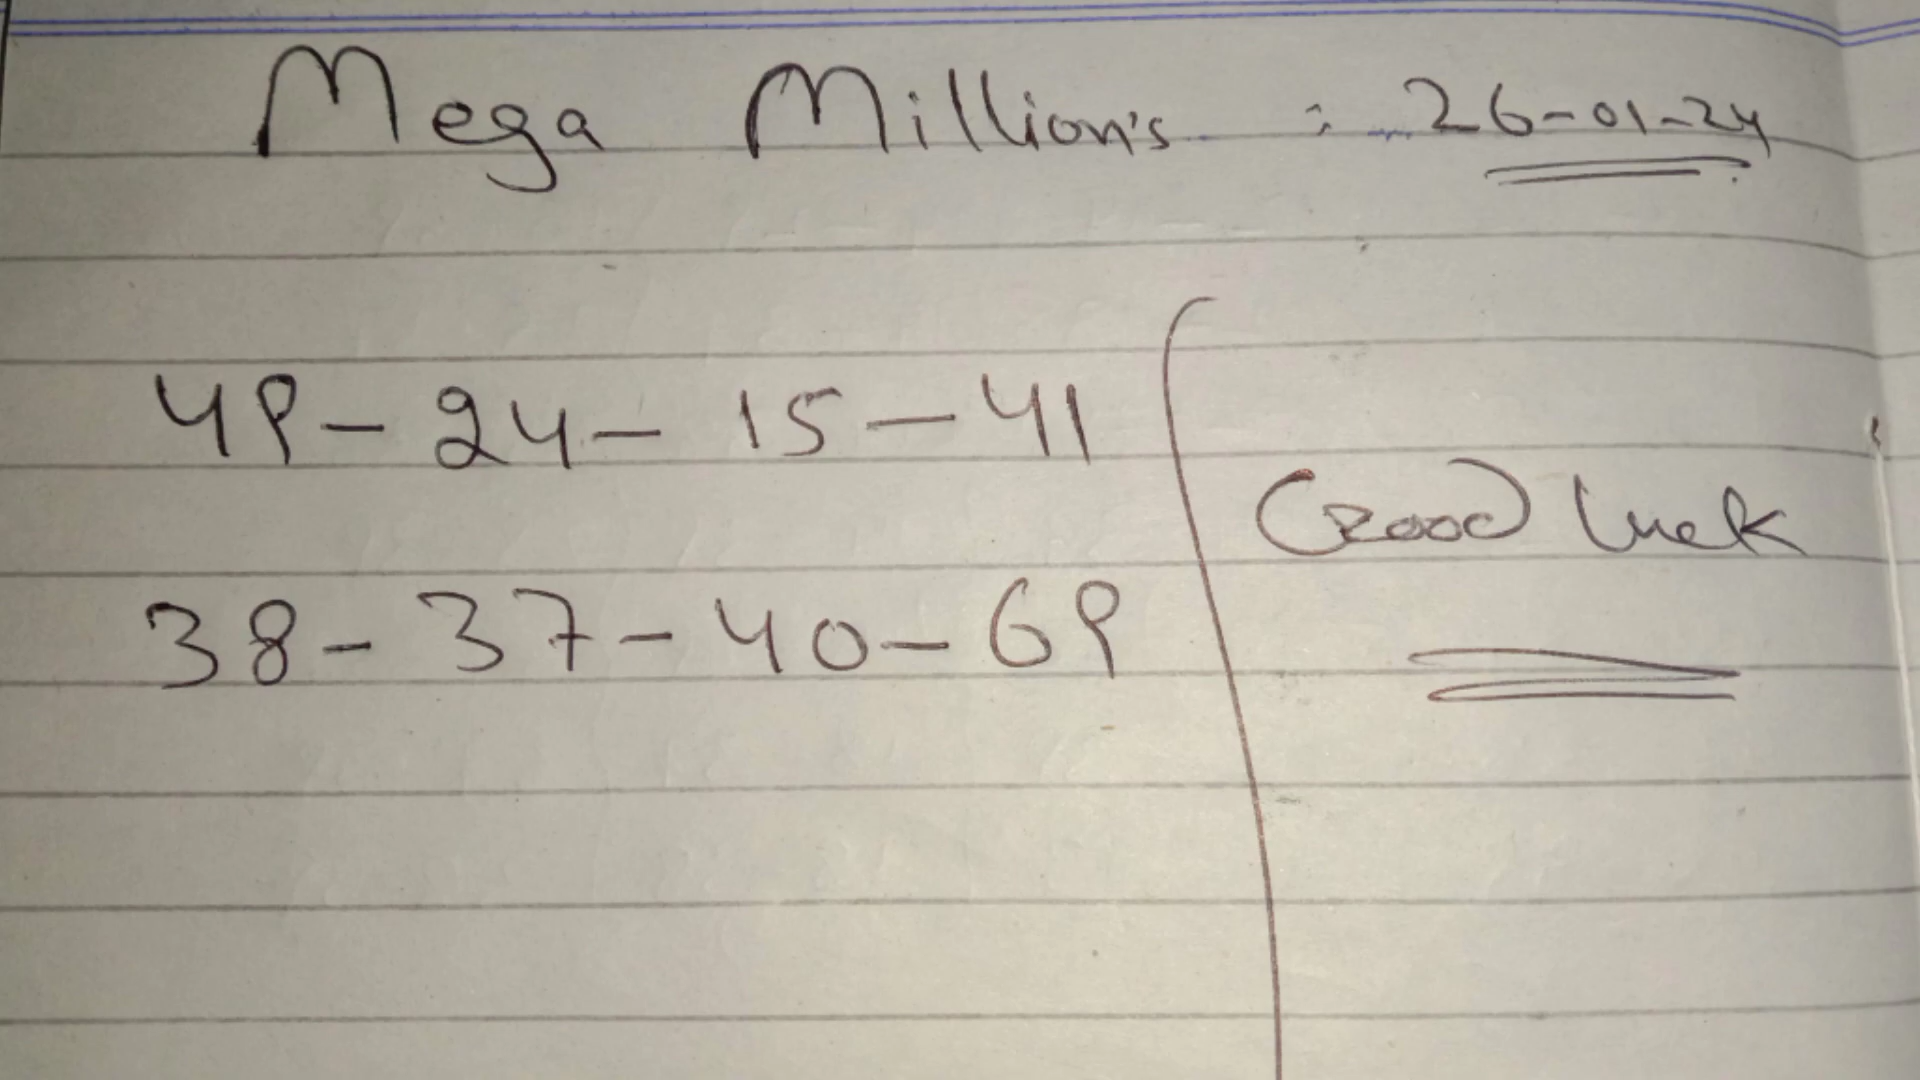 Mega Million's : 26-01-24
49 - 24 - 15 - 41
38 - 37 - 40 - 69
Good luck